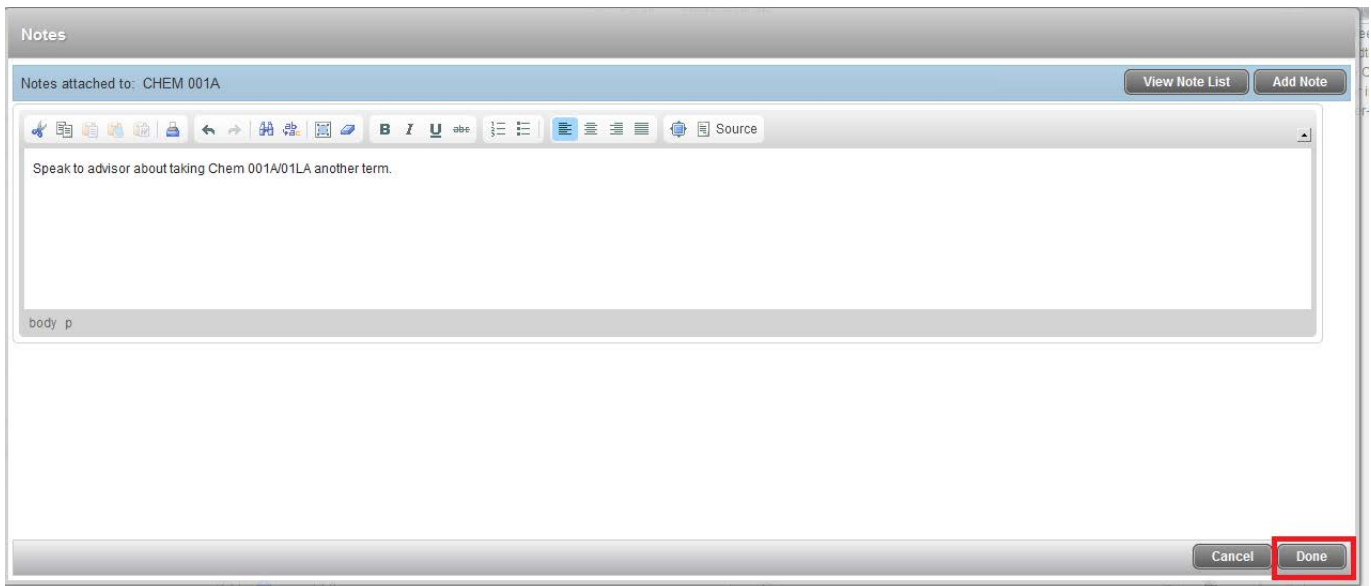 Notes
Notes attached to: CHEM 001A
View Note List Add Note
B I U abc Source
Speak to advisor about taking Chem 001A/01LA another term.
body p
Cancel Done